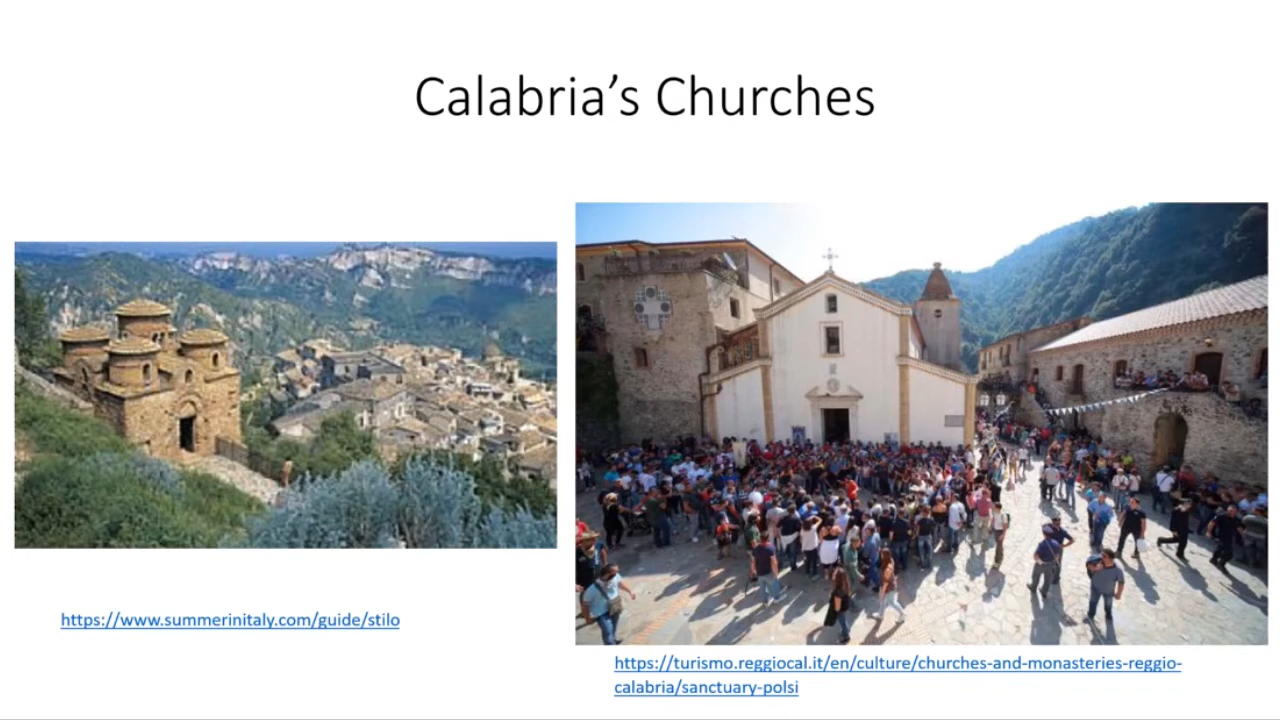 Calabria’s Churches
https://www.summerinitaly.com/guide/stilo
https://turismo.reggiocal.it/en/culture/churches-and-monasteries-reggio-
calabria/sanctuary-polsi